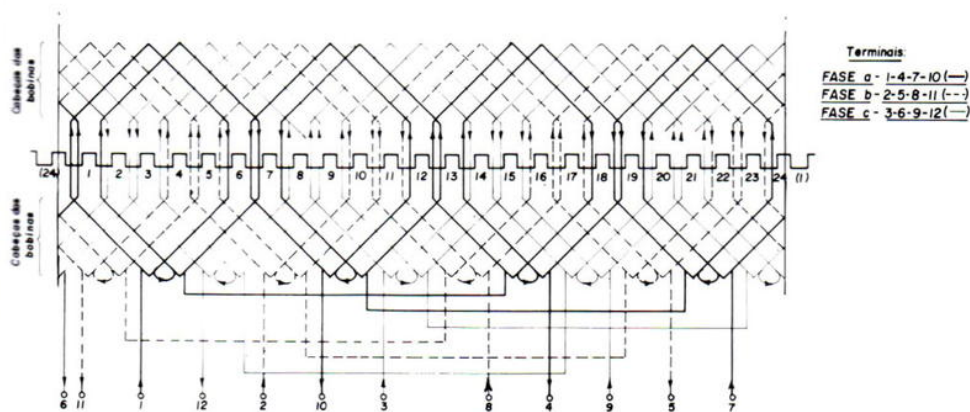 Cabeças das
bobinas
Terminais:
FASE a - 1-4-7-10 (—)
FASE b - 2-5-8-11 (---)
FASE c - 3-6-9-12 (—)
(24) 1 2 3 4 5 6 7 8 9 10 11 12 13 14 15 16 17 18 19 20 21 22 23 24 (1)
Cabeças das
bobinas
6 11 1 12 2 10 3 8 4 9 5 7